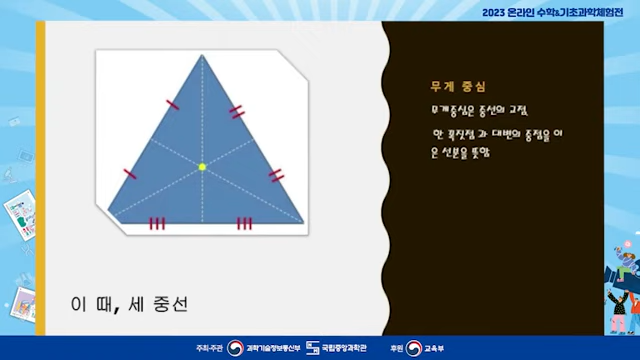 2023 온라인 수학&기초과학체험전
무게 중심
무게중심은 중선의 교점,
한 꼭짓점 과 대변의 중점을 이
은 선분을 뜻함
이 때, 세 중선
주최·주관 과학기술정보통신부 국립중앙과학관 후원 교육부